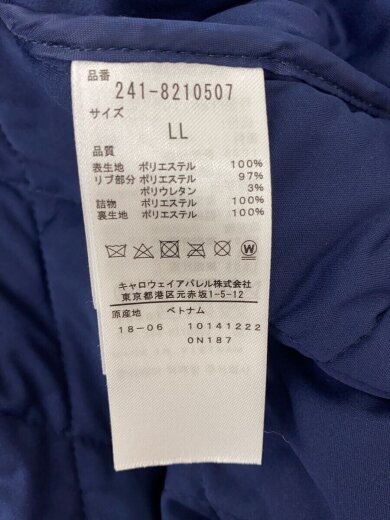 品番
241-8210507
サイズ
LL
品質
表生地 ポリエステル 100%
リブ部分 ポリエステル 97%
ポリウレタン 3%
詰物 ポリエステル 100%
裏生地 ポリエステル 100%
W
キャロウェイアパレル株式会社
東京都港区元赤坂1-5-12
原産地 ベトナム
18-06 10141222
0N187